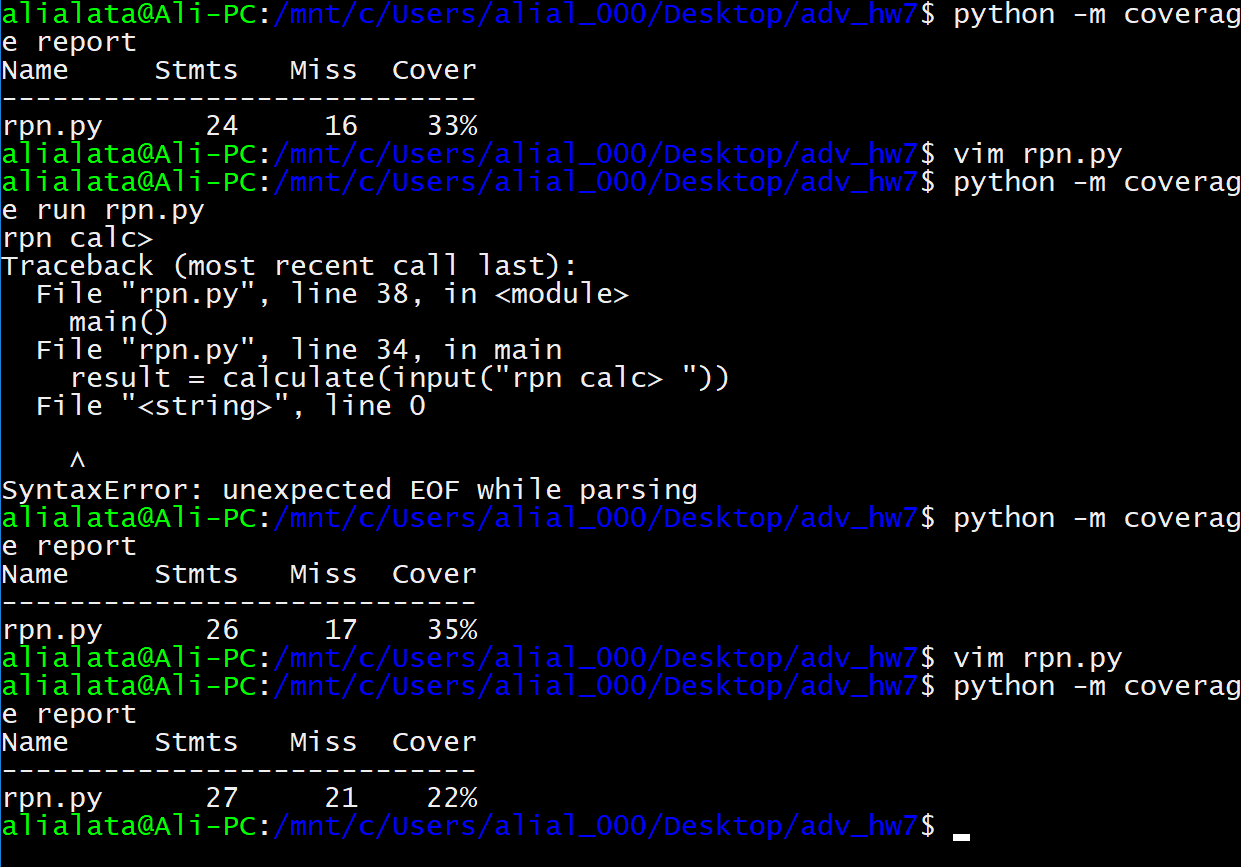 alialata@Ali-PC:/mnt/c/Users/alial_000/Desktop/adv_hw7$ python -m coverag
e report
Name     Stmts   Miss  Cover
----------------------------
rpn.py      24     16    33%
alialata@Ali-PC:/mnt/c/Users/alial_000/Desktop/adv_hw7$ vim rpn.py
alialata@Ali-PC:/mnt/c/Users/alial_000/Desktop/adv_hw7$ python -m coverag
e run rpn.py
rpn calc>
Traceback (most recent call last):
  File "rpn.py", line 38, in <module>
    main()
  File "rpn.py", line 34, in main
    result = calculate(input("rpn calc> "))
  File "<string>", line 0
    ^
SyntaxError: unexpected EOF while parsing
alialata@Ali-PC:/mnt/c/Users/alial_000/Desktop/adv_hw7$ python -m coverag
e report
Name     Stmts   Miss  Cover
----------------------------
rpn.py      26     17    35%
alialata@Ali-PC:/mnt/c/Users/alial_000/Desktop/adv_hw7$ vim rpn.py
alialata@Ali-PC:/mnt/c/Users/alial_000/Desktop/adv_hw7$ python -m coverag
e report
Name     Stmts   Miss  Cover
----------------------------
rpn.py      27     21    22%
alialata@Ali-PC:/mnt/c/Users/alial_000/Desktop/adv_hw7$